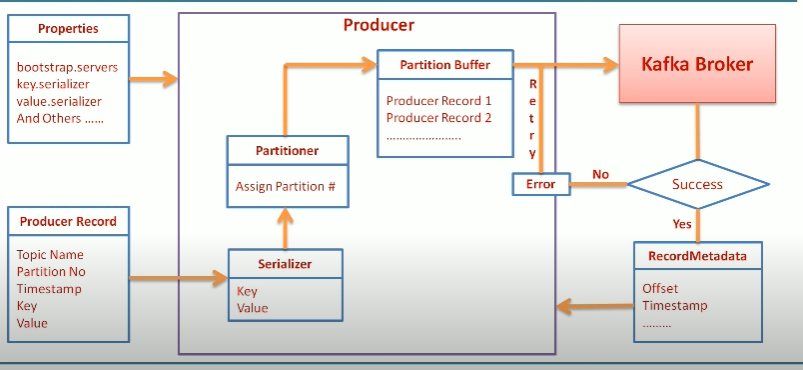 Properties
bootstrap.servers
key.serializer
value.serializer
And Others ......
Producer Record
Topic Name
Partition No
Timestamp
Key
Value
Producer
Serializer
Key
Value
Partitioner
Assign Partition #
Partition Buffer
Producer Record 1
Producer Record 2
........................
Retry
Error
Kafka Broker
Success
No
Yes
RecordMetadata
Offset
Timestamp
.........